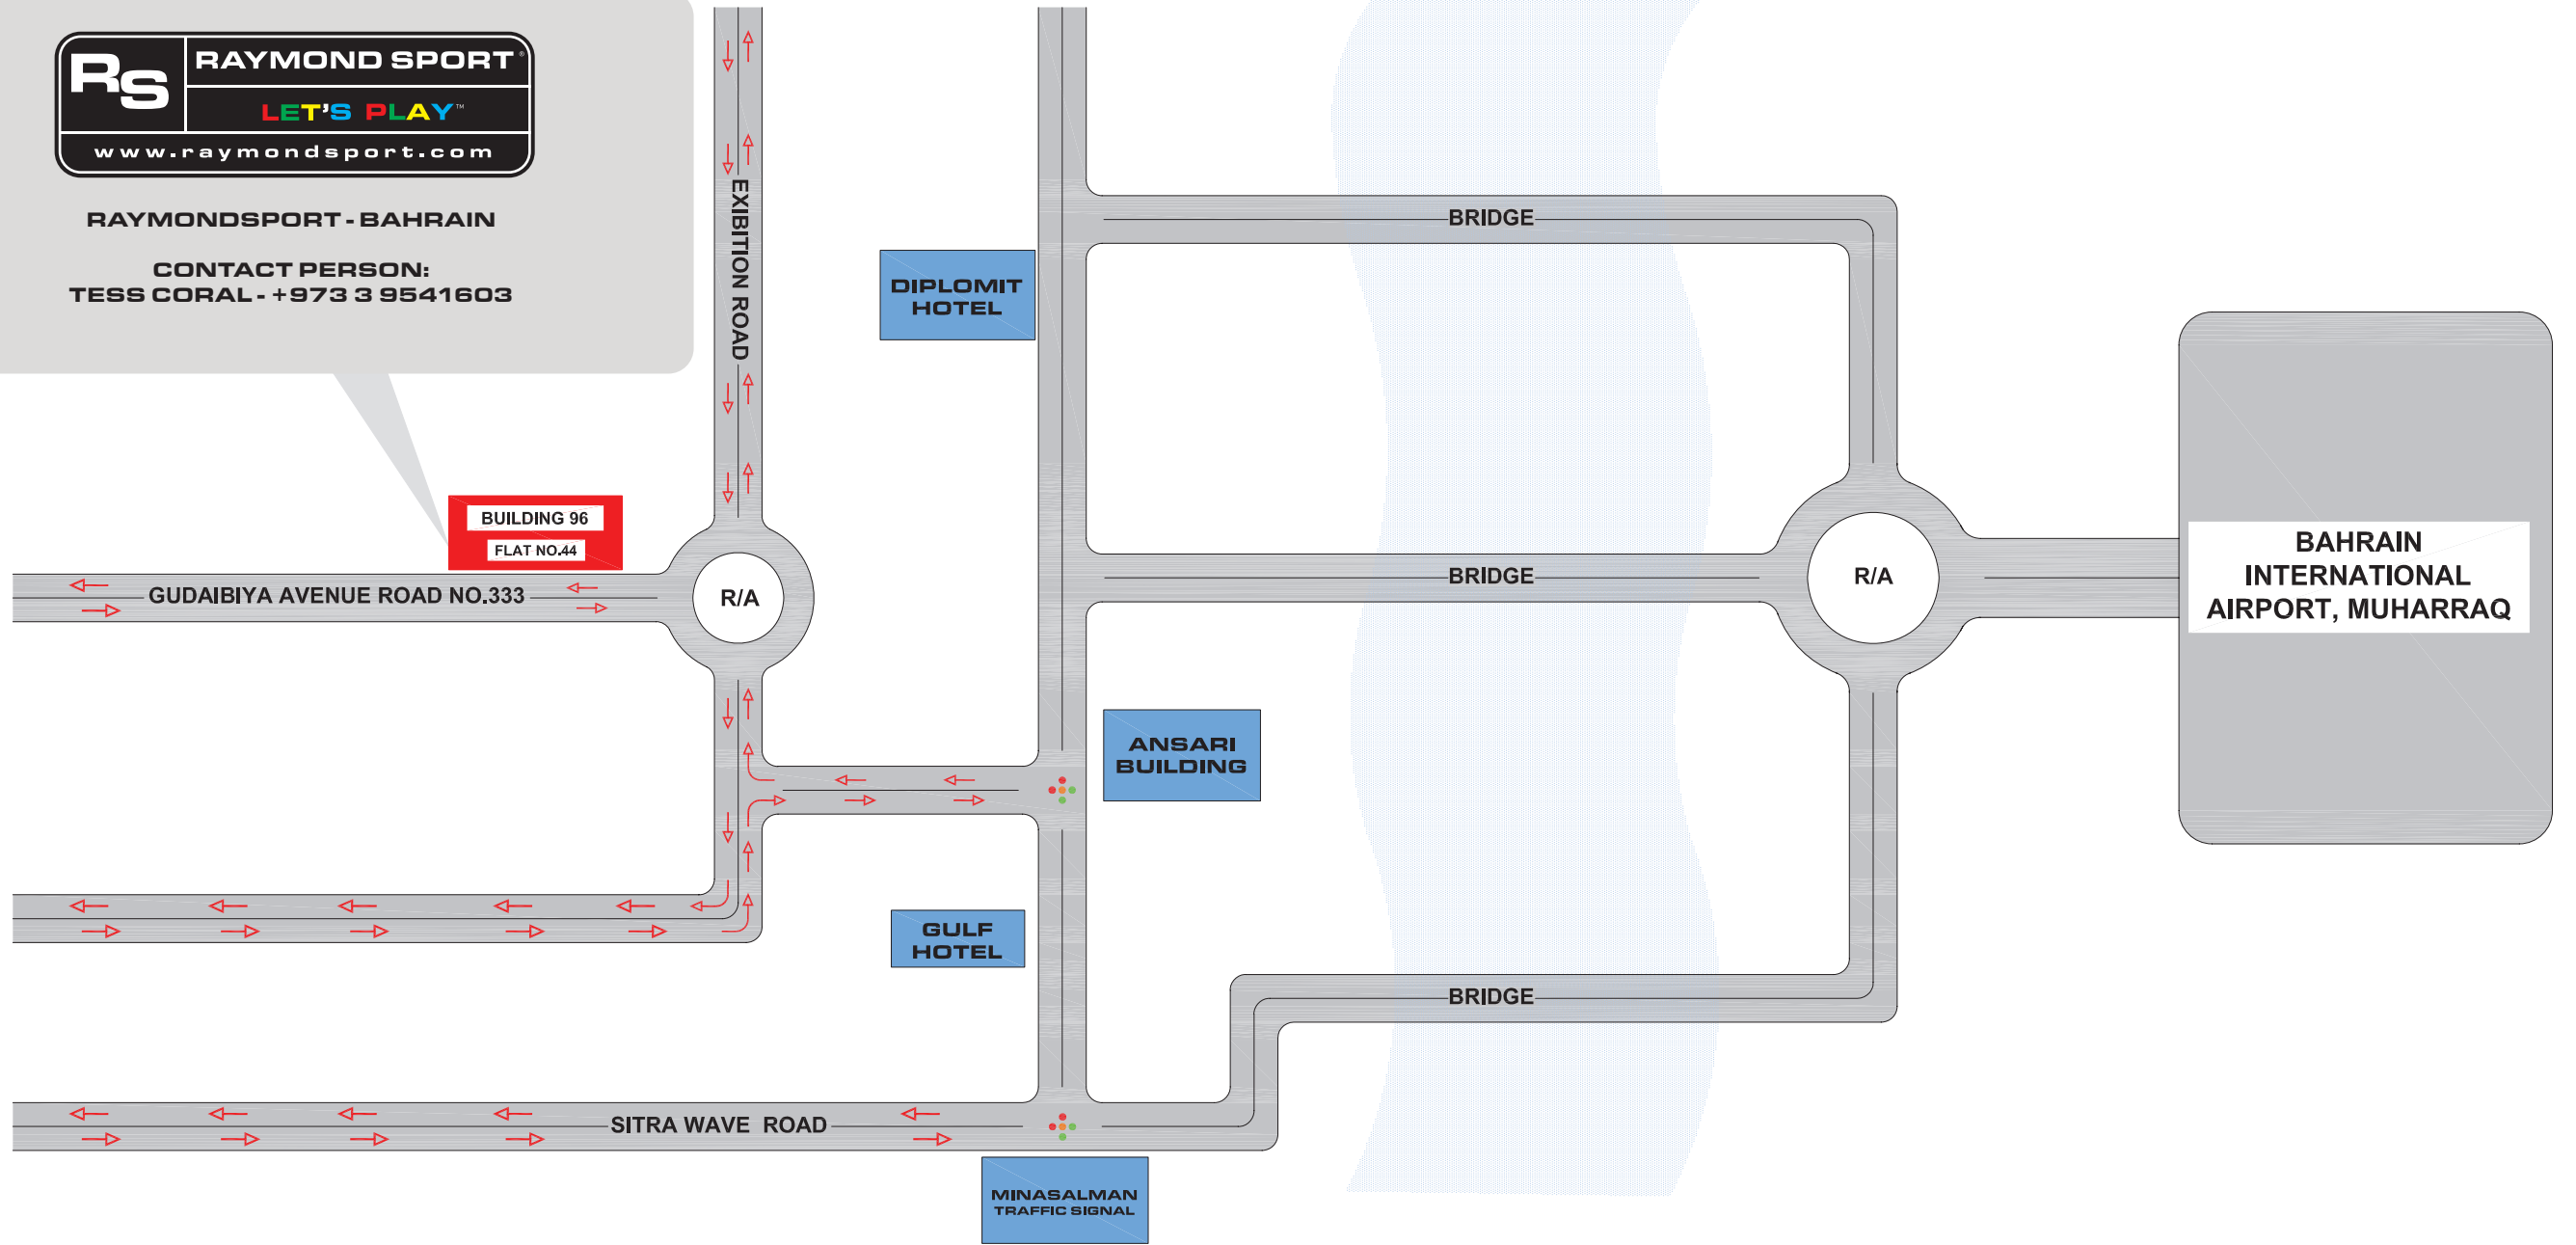 RS
RAYMOND SPORT®
LET'S PLAY™
www.raymondsport.com
RAYMONDSPORT - BAHRAIN
CONTACT PERSON:
TESS CORAL - +973 3 9541603
EXIBITION ROAD
BRIDGE
DIPLOMIT
HOTEL
BUILDING 96
FLAT NO.44
GUDAIBIYA AVENUE ROAD NO.333
R/A
BRIDGE
R/A
BAHRAIN
INTERNATIONAL
AIRPORT, MUHARRAQ
ANSARI
BUILDING
GULF
HOTEL
BRIDGE
SITRA WAVE ROAD
MINASALMAN
TRAFFIC SIGNAL